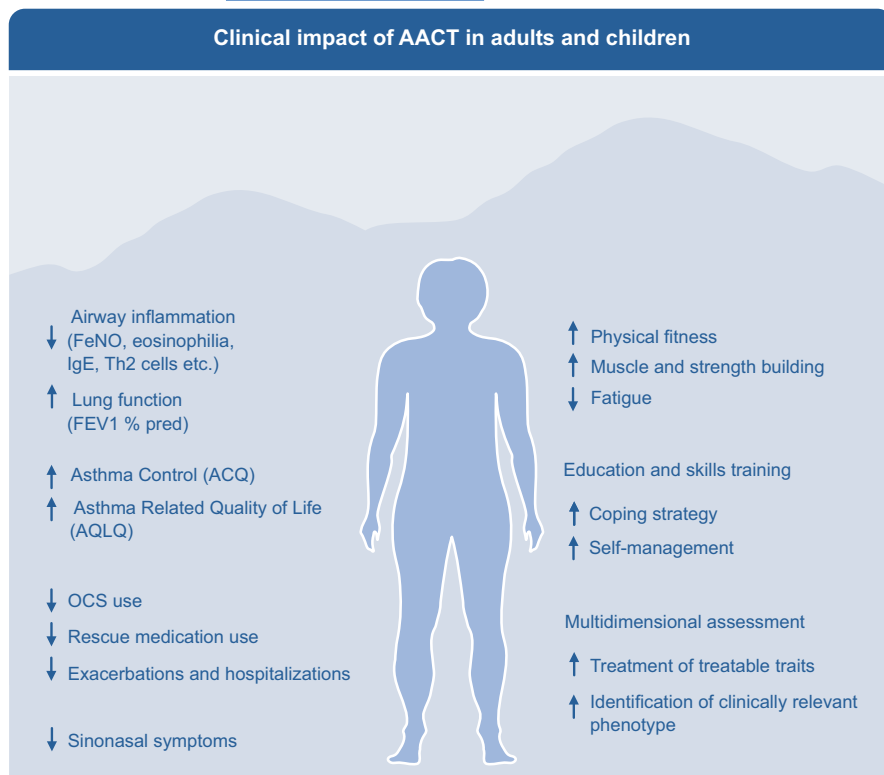 Clinical impact of AACT in adults and children
↓ Airway inflammation
(FeNO, eosinophilia,
IgE, Th2 cells etc.)
↑ Lung function
(FEV1 % pred)
↑ Asthma Control (ACQ)
↑ Asthma Related Quality of Life
(AQLQ)
↓ OCS use
↓ Rescue medication use
↓ Exacerbations and hospitalizations
↓ Sinonasal symptoms
↑ Physical fitness
↑ Muscle and strength building
↓ Fatigue
Education and skills training
↑ Coping strategy
↑ Self-management
Multidimensional assessment
↑ Treatment of treatable traits
↑ Identification of clinically relevant
phenotype